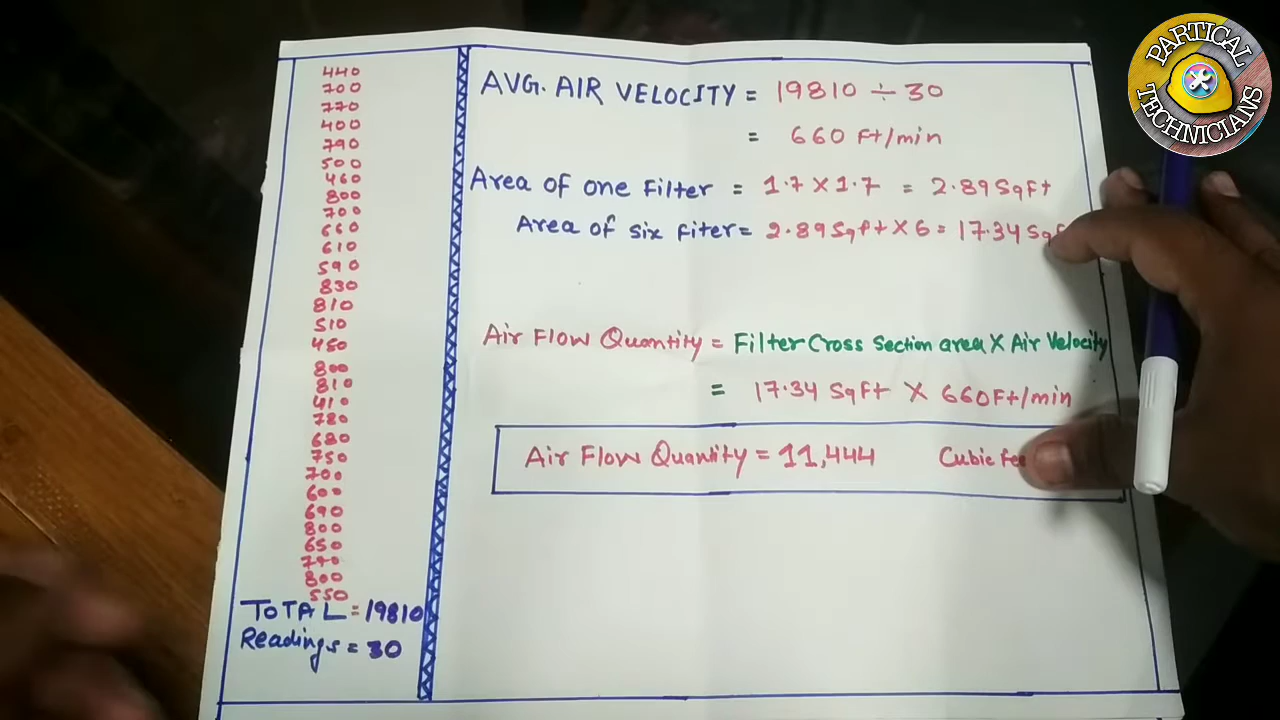 440
700
770
400
790
500
460
800
700
660
610
590
830
810
510
450
800
810
410
780
680
750
700
600
690
800
650
740
800
550
TOTAL = 19810
Readings = 30
AVG. AIR VELOCITY = 19810 ÷ 30
= 660 Ft/min
Area of one Filter = 1.7 X 1.7 = 2.89 SqFt
Area of six fiter = 2.89 Sqft X 6 = 17.34
Air Flow Quantity = Filter Cross Section area X Air Velocity
= 17.34 SqFt X 660Ft/min
Air Flow Quantity = 11,444 Cubic
PARTICAL
TECHNICIANS